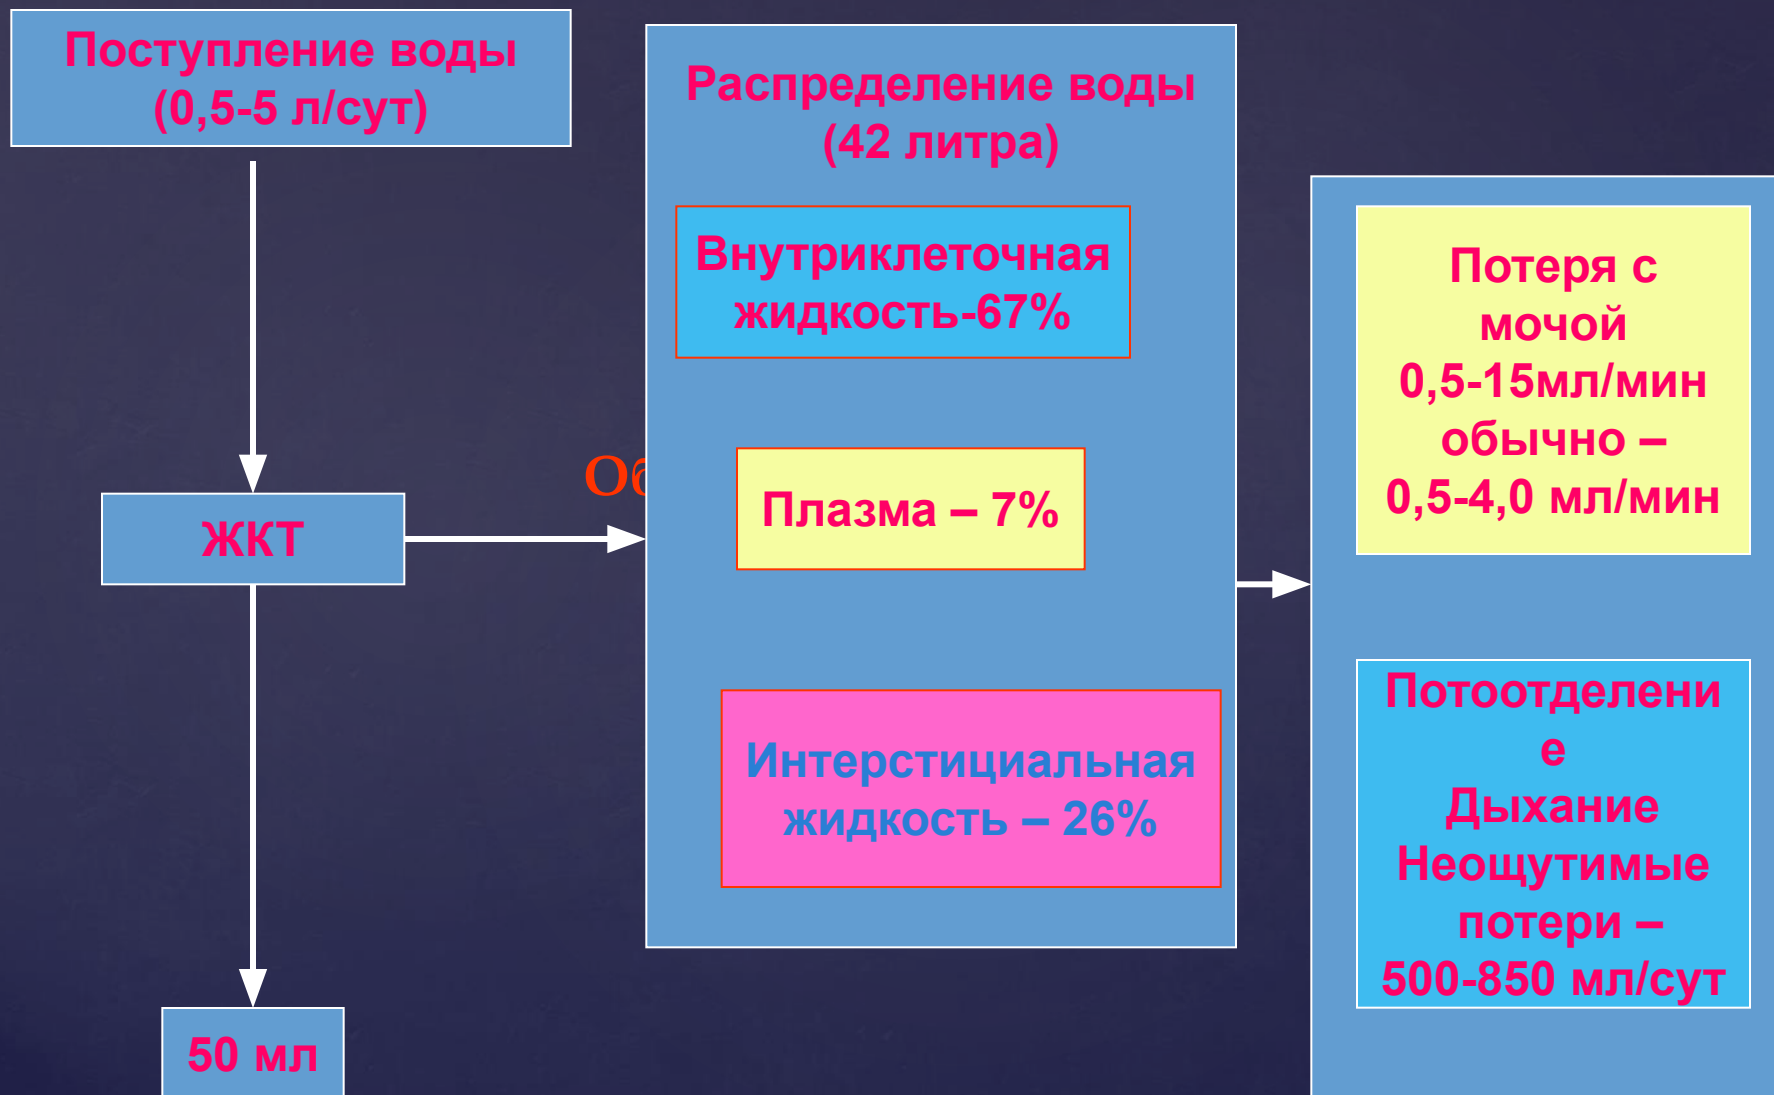 Поступление воды
(0,5-5 л/сут)
ЖКТ
50 мл
Распределение воды
(42 литра)
Внутриклеточная
жидкость-67%
Плазма – 7%
Интерстициальная
жидкость – 26%
Потеря с
мочой
0,5-15мл/мин
обычно –
0,5-4,0 мл/мин
Потоотделени
е
Дыхание
Неощутимые
потери –
500-850 мл/сут